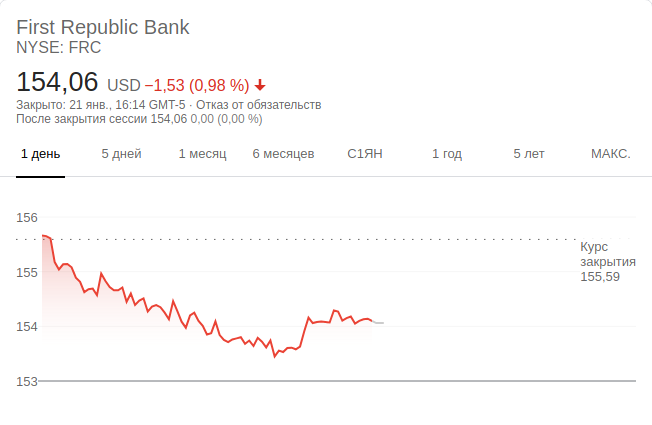 First Republic Bank
NYSE: FRC
154,06 USD −1,53 (0,98 %)
Закрыто: 21 янв., 16:14 GMT-5 · Отказ от обязательств
После закрытия сессии 154,06 0,00 (0,00 %)
1 день 5 дней 1 месяц 6 месяцев С1ЯН 1 год 5 лет МАКС.
156
Курс
закрытия
155,59
155
154
153